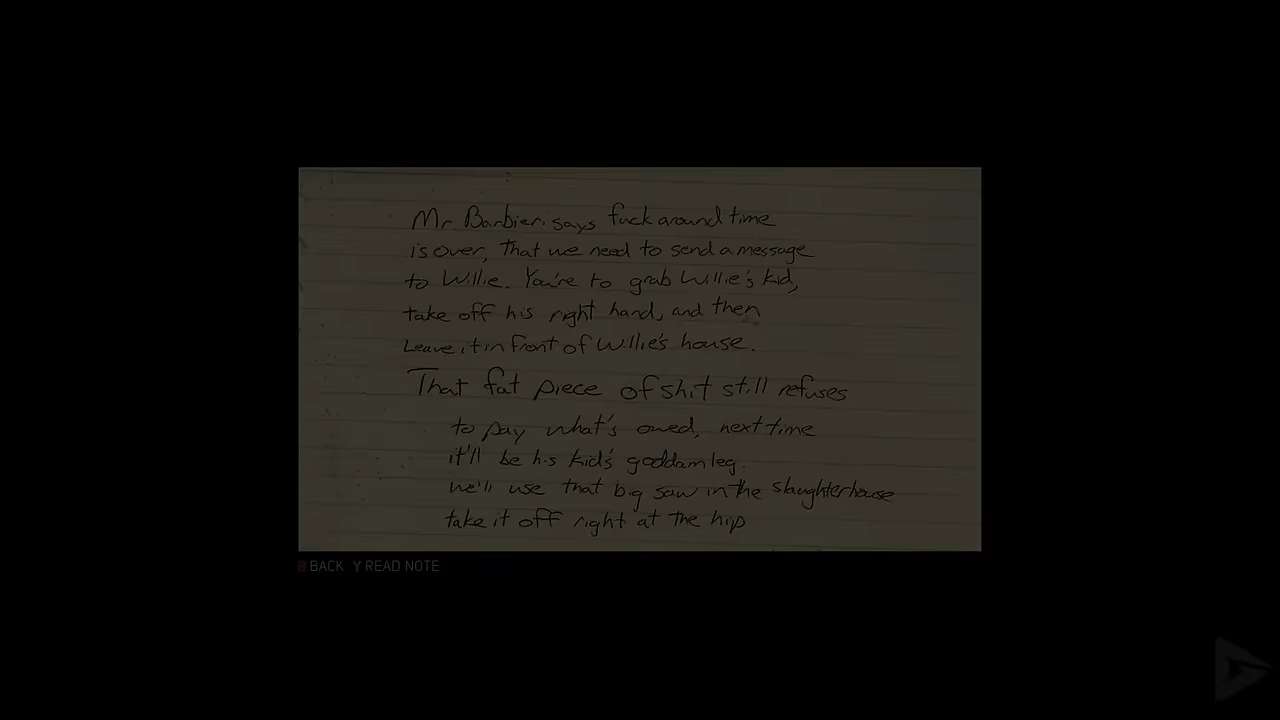 Mr. Barbieri says fuck around time
is over, That we need to send a message
to Willie. You're to grab Willie's kid,
take off his right hand, and then
Leave it in front of Willie's house.
That fat piece of shit still refuses
to pay what's owed, next time
it'll be his kid's goddam leg.
we'll use that big saw in the slaughterhouse
take it off right at the hip
B BACK Y READ NOTE